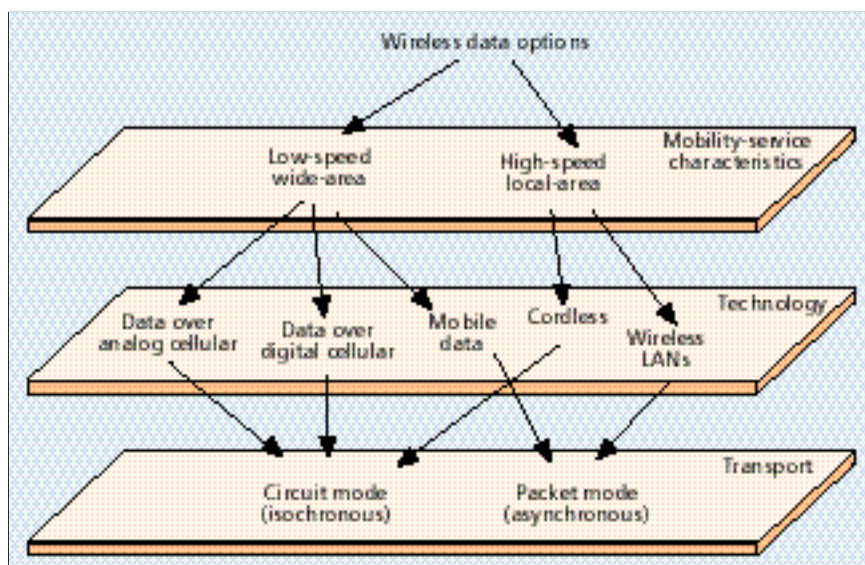 Wireless data options
Mobility-service
characteristics
Low-speed
wide-area
High-speed
local-area
Technology
Data over
analog cellular
Data over
digital cellular
Mobile
data
Cordless
Wireless
LANs
Transport
Circuit mode
(isochronous)
Packet mode
(asynchronous)